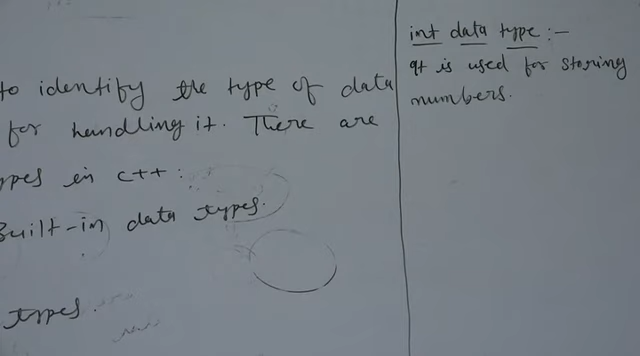 to identify the type of data
for handling it. There are
ypes in c++:
Built-in data types.
types.
int data type :-
It is used for storing
numbers.